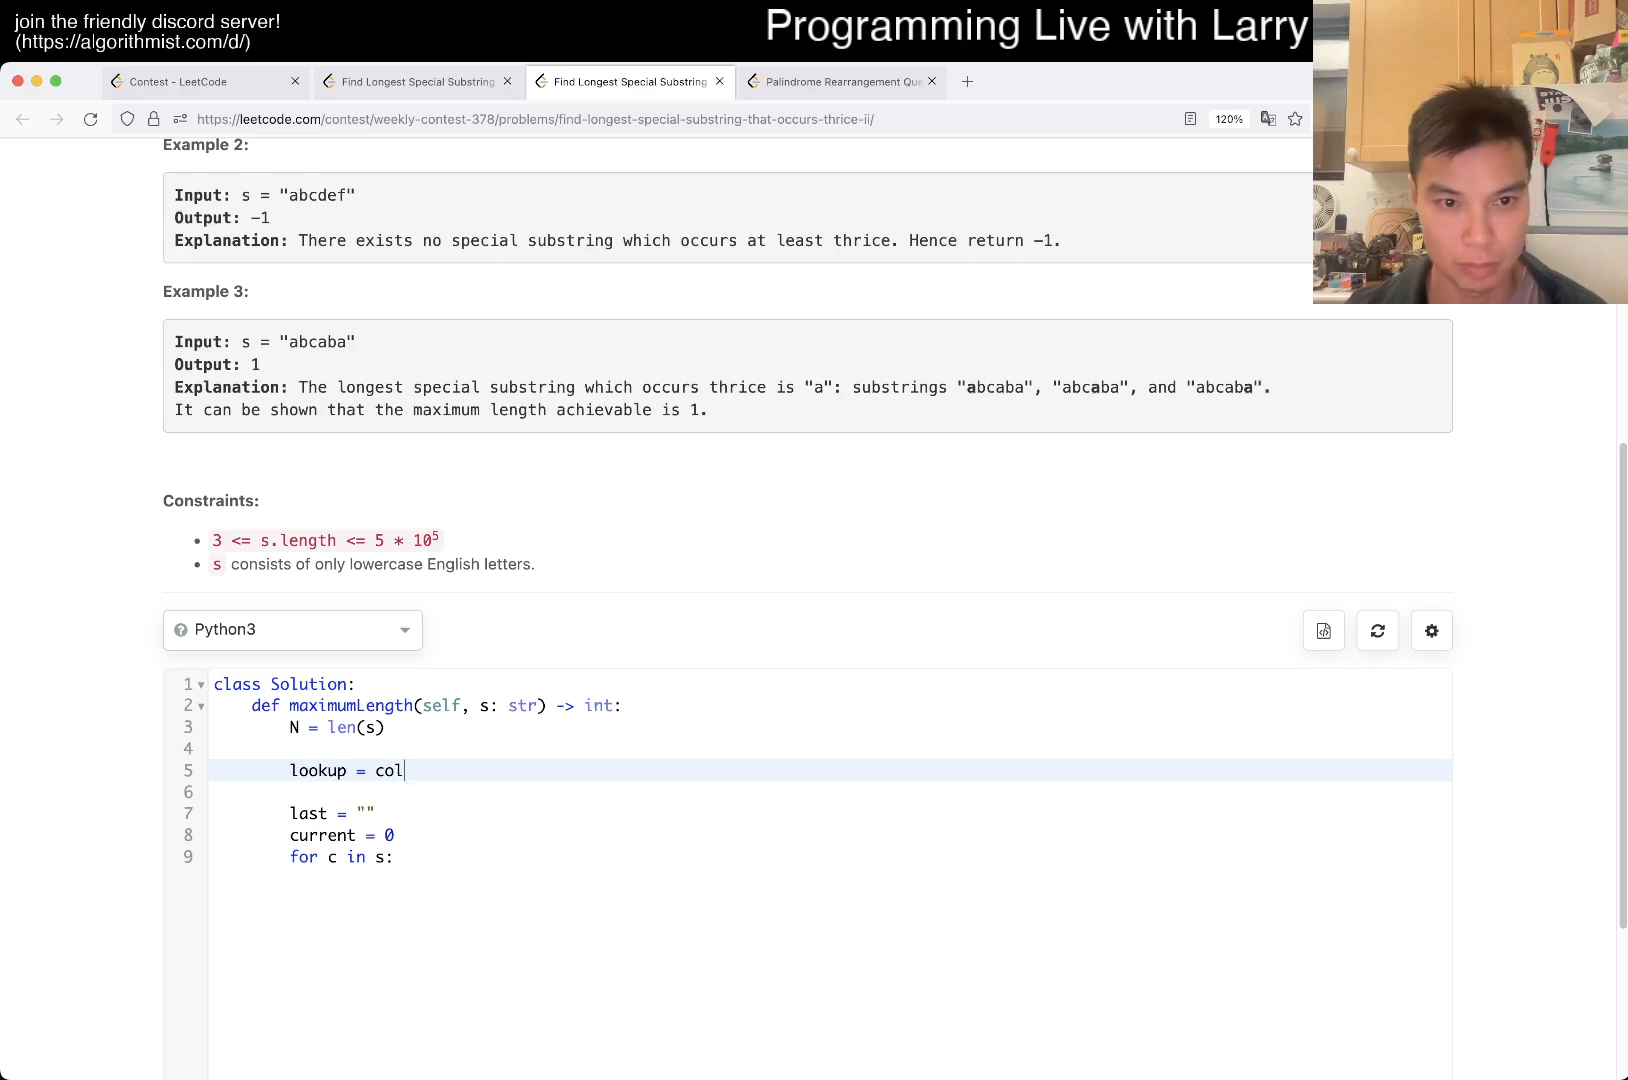 join the friendly discord server!
(https://algorithmist.com/d/)
Programming Live with Larry
Contest - LeetCode
Find Longest Special Substring
Find Longest Special Substring
Palindrome Rearrangement Que
https://leetcode.com/contest/weekly-contest-378/problems/find-longest-special-substring-that-occurs-thrice-ii/
120%
Example 2:
Input: s = "abcdef"
Output: -1
Explanation: There exists no special substring which occurs at least thrice. Hence return -1.
Example 3:
Input: s = "abcaba"
Output: 1
Explanation: The longest special substring which occurs thrice is "a": substrings "abcaba", "abcaba", and "abcaba".
It can be shown that the maximum length achievable is 1.
Constraints:
• 3 <= s.length <= 5 * 10⁵
• s consists of only lowercase English letters.
Python3
1 class Solution:
2 def maximumLength(self, s: str) -> int:
3 N = len(s)
4
5 lookup = col
6
7 last = ""
8 current = 0
9 for c in s: